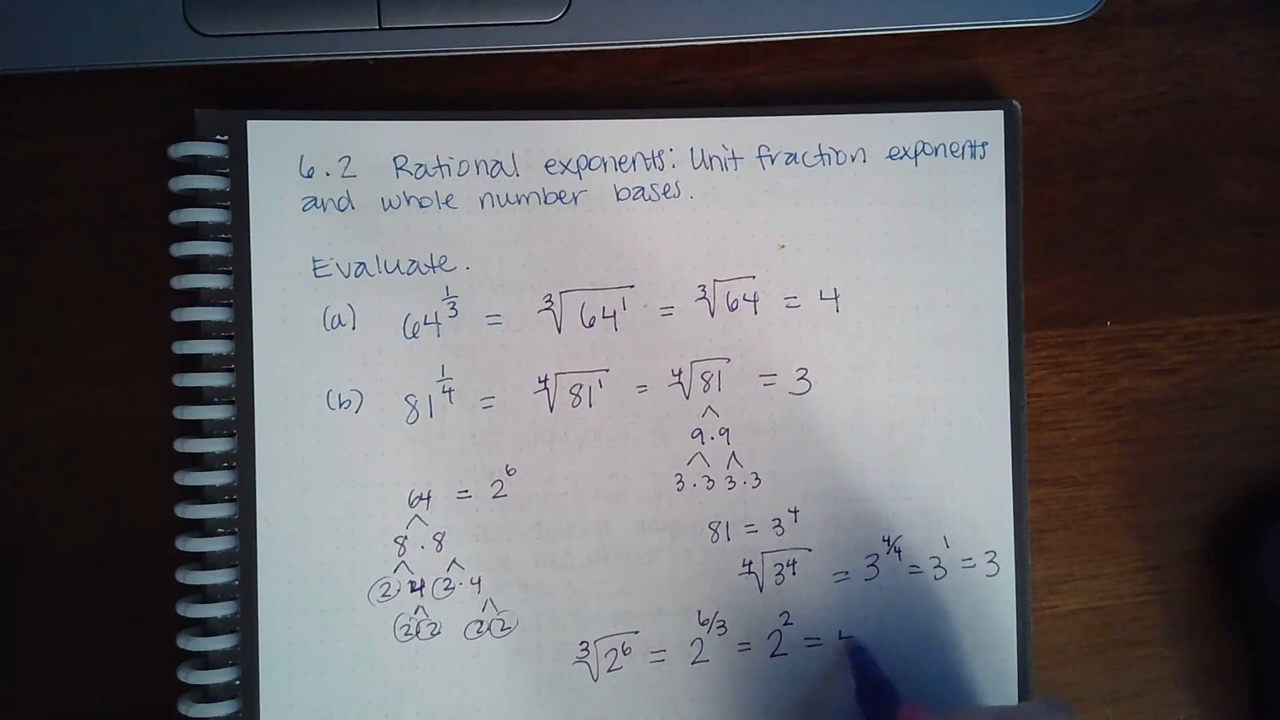 6.2 Rational exponents: Unit fraction exponents
and whole number bases.
Evaluate.
(a) 64^{1/3} = ∛(64^1) = ∛64 = 4
(b) 81^{1/4} = ∜(81^1) = ∜81 = 3
9·9
3·3 3·3
64 = 2^6
8·8
2 4 2·4
2 2 2 2
81 = 3^4
∜(3^4) = 3^{4/4} = 3^1 = 3
∛(2^6) = 2^{6/3} = 2^2 =